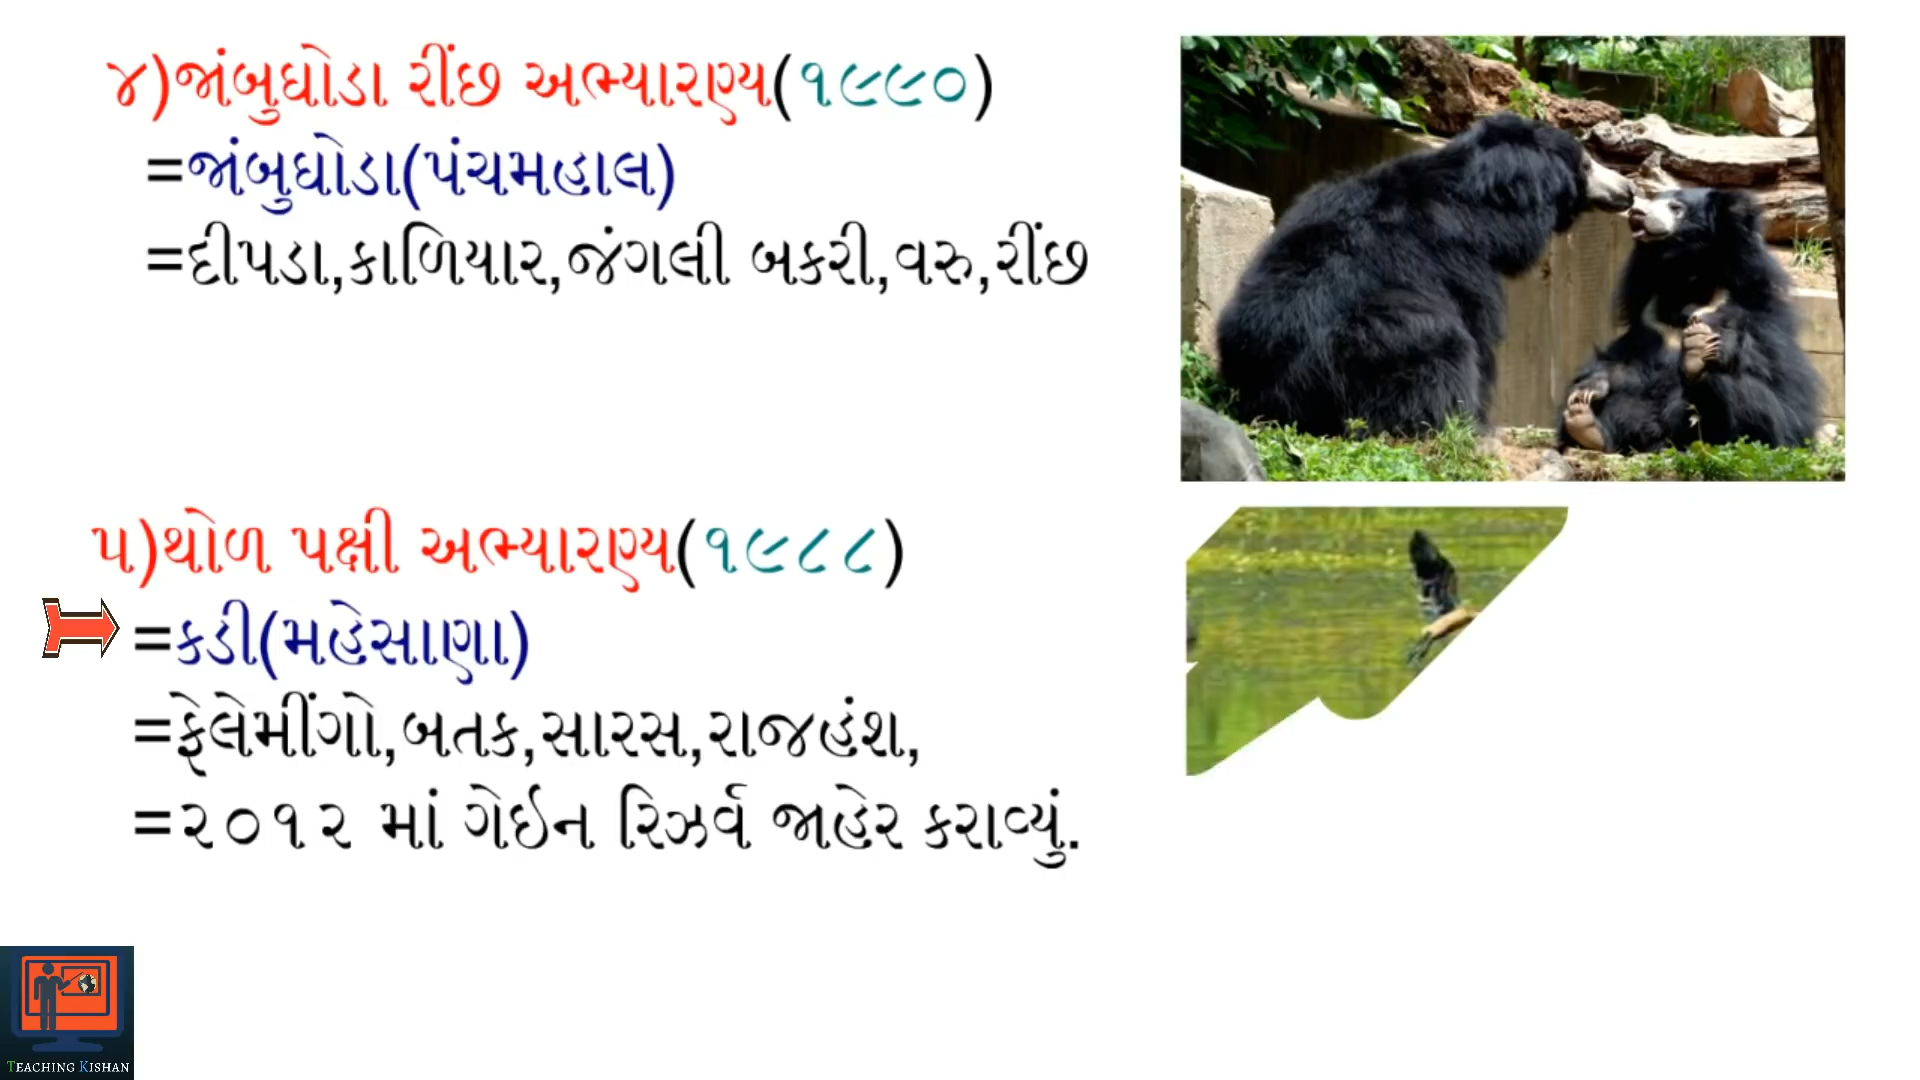 ૪)જાંબુઘોડા રીંછ અભ્યારણ્ય(૧૯૯૦)
=જાંબુઘોડા(પંચમહાલ)
=દીપડા,કાળિયાર,જંગલી બકરી,વરુ,રીંછ
૫)થોળ પક્ષી અભ્યારણ્ય(૧૯૮૮)
=કડી(મહેસાણા)
=ફેલેમીંગો,બતક,સારસ,રાજહંશ,
=૨૦૧૨ માં ગેઈન રિઝર્વ જાહેર કરાવ્યું.
TEACHING KISHAN